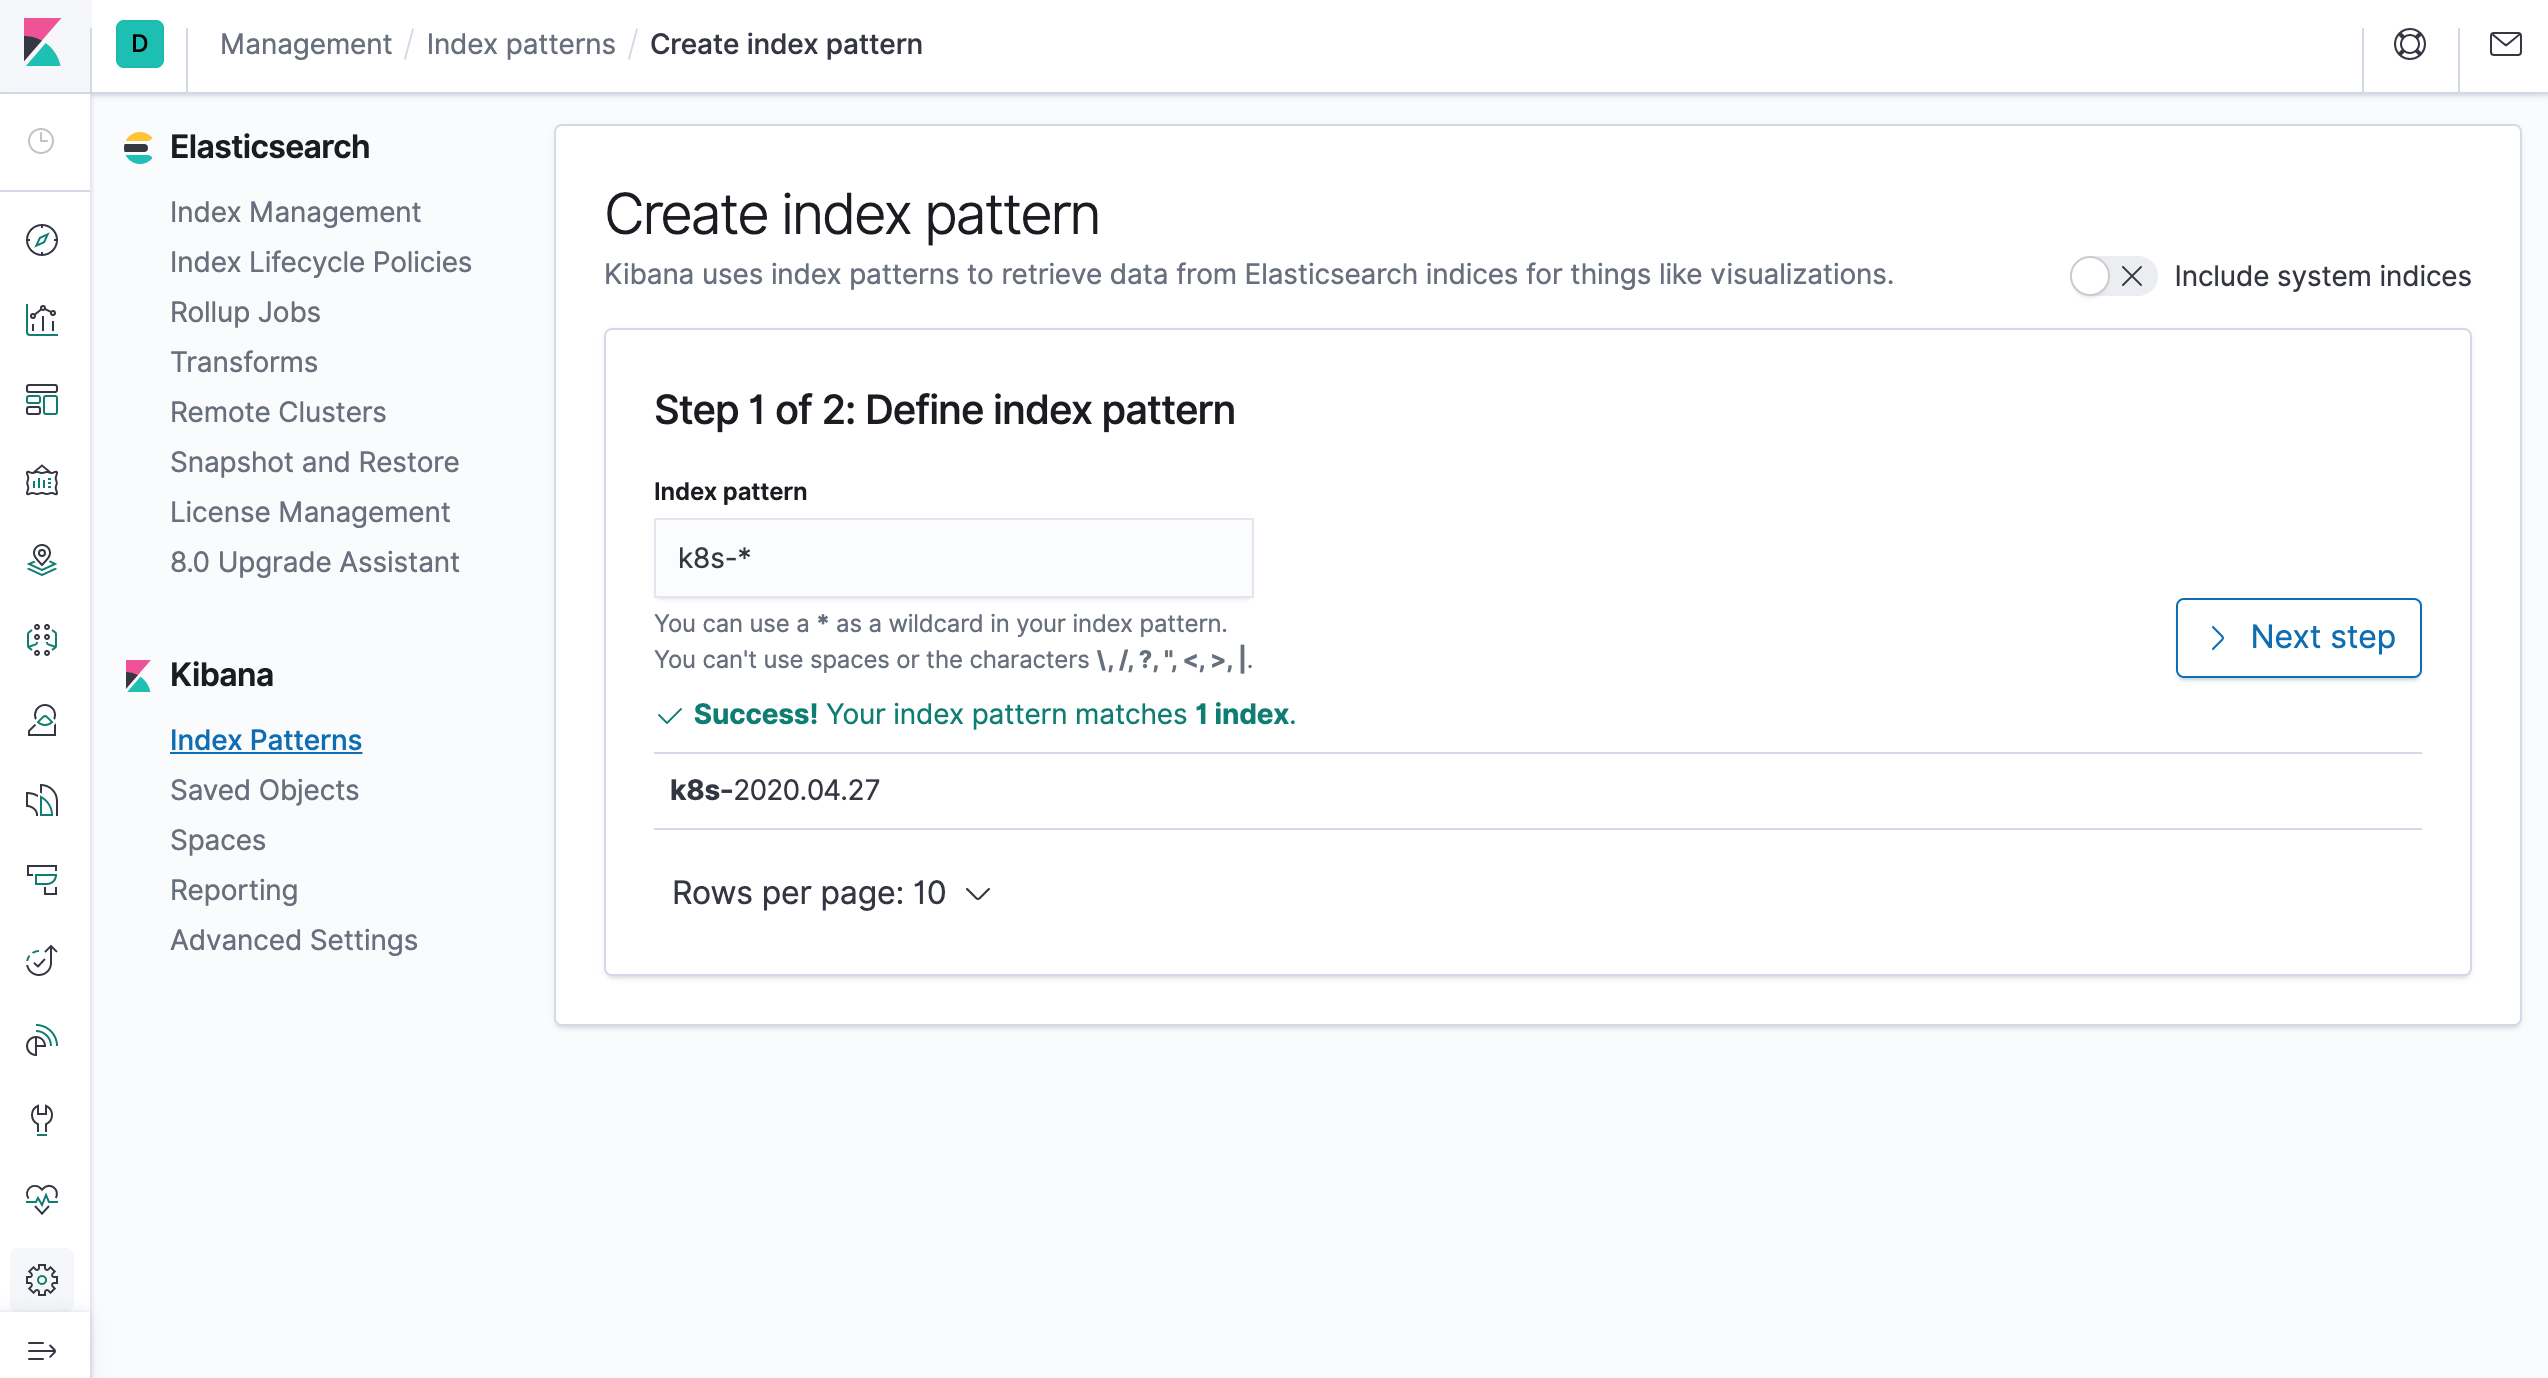 D
Management / Index patterns / Create index pattern
Elasticsearch
Index Management
Index Lifecycle Policies
Rollup Jobs
Transforms
Remote Clusters
Snapshot and Restore
License Management
8.0 Upgrade Assistant
Kibana
Index Patterns
Saved Objects
Spaces
Reporting
Advanced Settings
Create index pattern
Kibana uses index patterns to retrieve data from Elasticsearch indices for things like visualizations.
Include system indices
Step 1 of 2: Define index pattern
Index pattern
k8s-*
You can use a * as a wildcard in your index pattern.
You can't use spaces or the characters \, /, ?, ", <, >, |.
Next step
Success! Your index pattern matches 1 index.
k8s-2020.04.27
Rows per page: 10